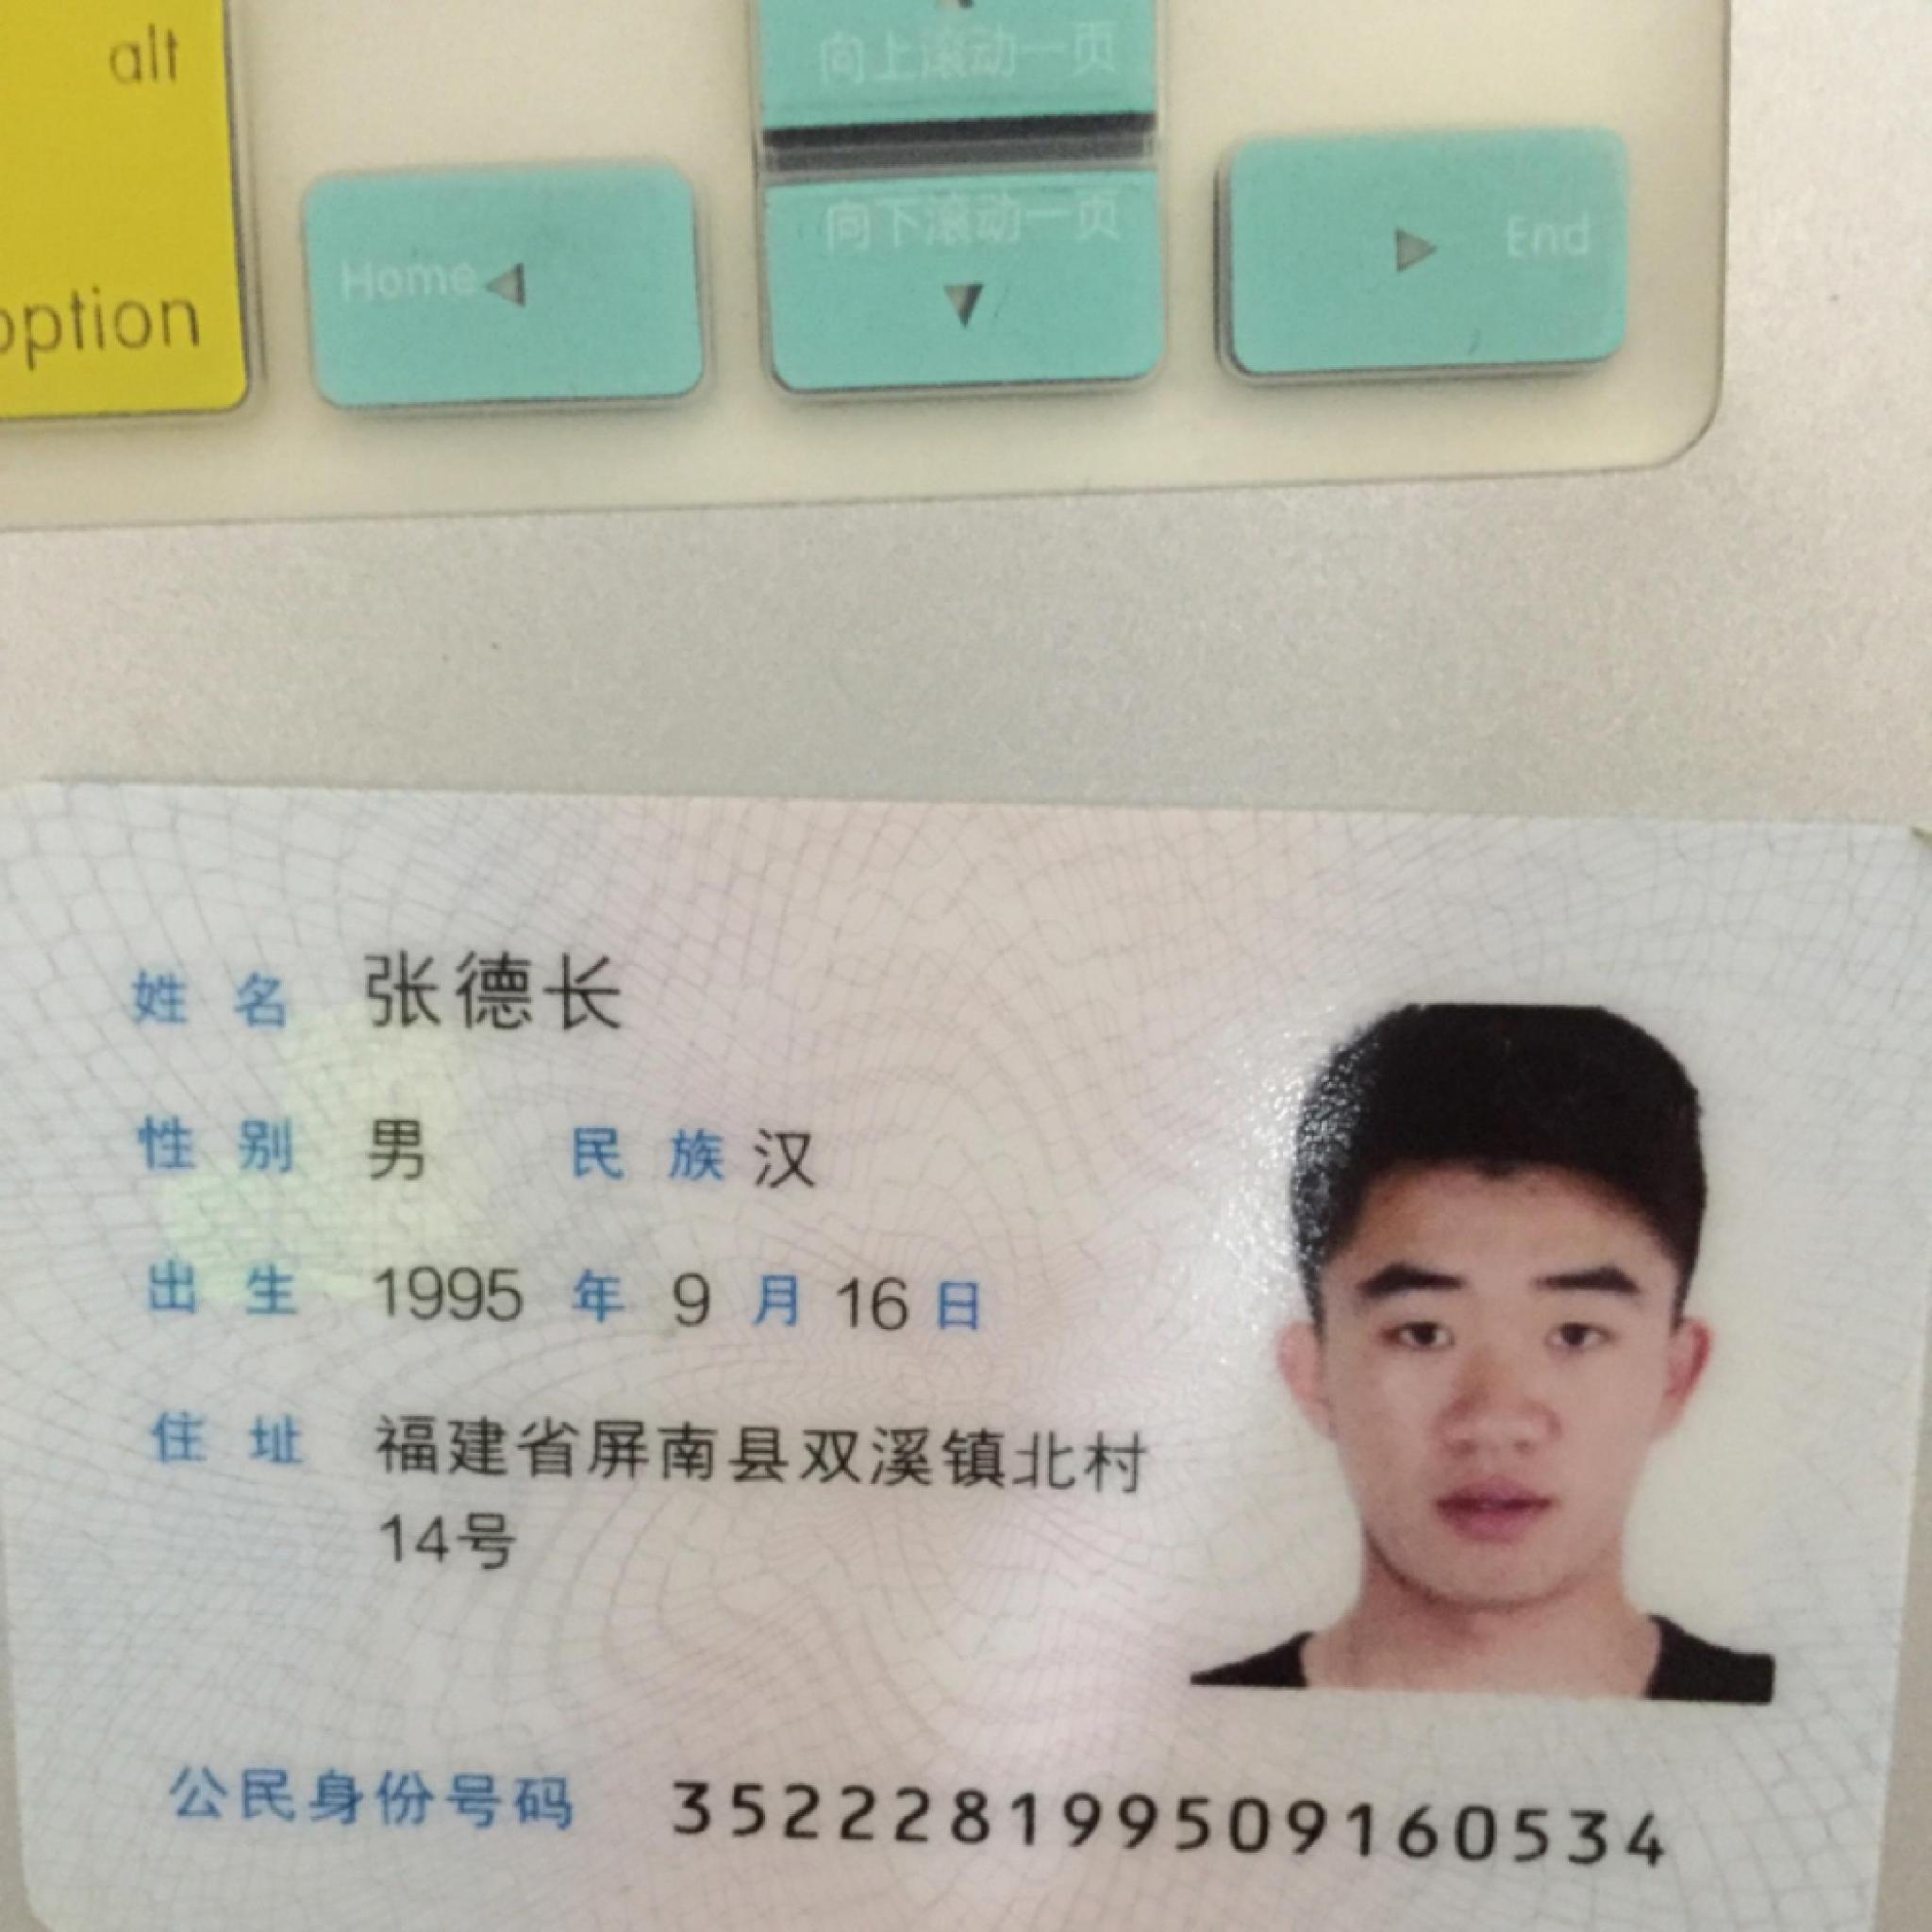 alt
option
向上滚动一页
向下滚动一页
Home
End
姓名 张德长
性别 男 民族 汉
出生 1995 年 9 月 16 日
住址 福建省屏南县双溪镇北村
14号
公民身份号码 352228199509160534